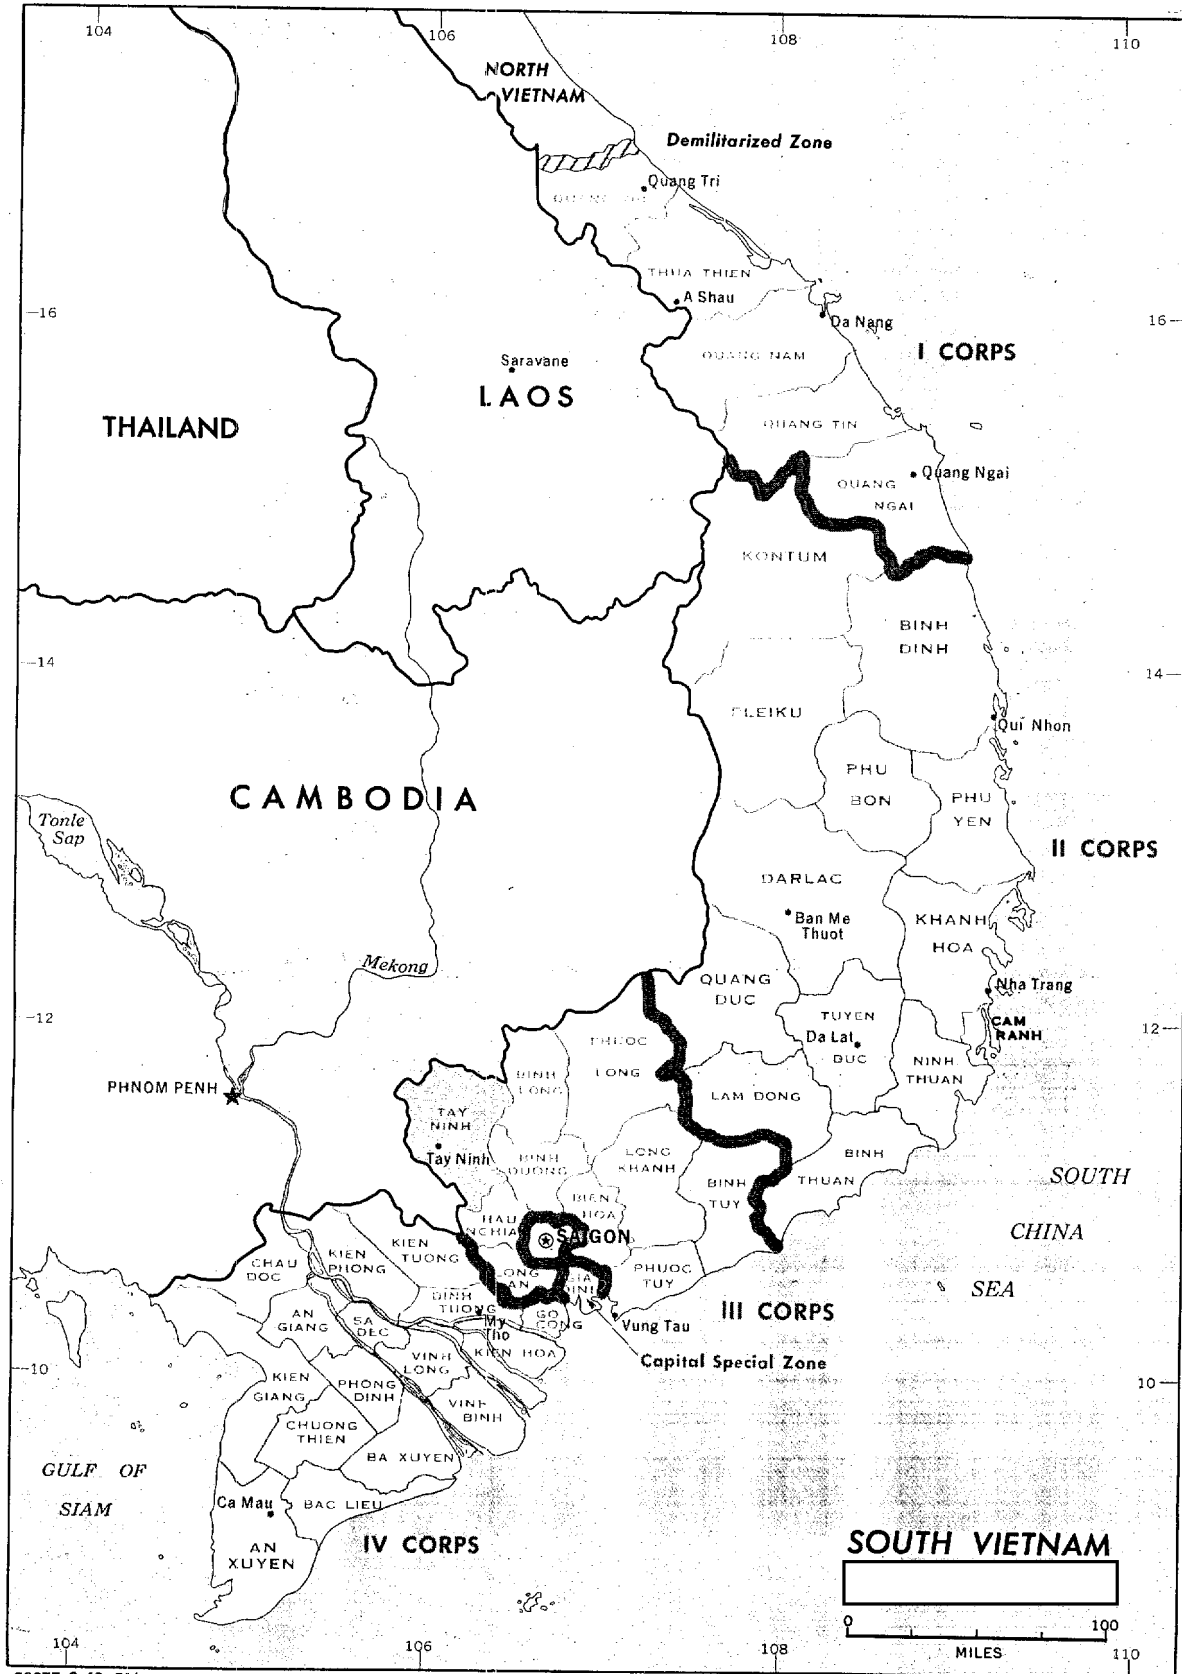 104
106
108
110
NORTH
VIETNAM
Demilitarized Zone
Quang Tri
THUA THIEN
A Shau
16
16
Da Nang
I CORPS
QUANG NAM
Saravane
LAOS
THAILAND
QUANG TIN
Quang Ngai
QUANG
NGAI
KONTUM
BINH
DINH
14
14
PLEIKU
Qui Nhon
PHU
BON
PHU
YEN
CAMBODIA
Tonle
Sap
II CORPS
DARLAC
Ban Me
Thuot
KHANH
HOA
Mekong
QUANG
DUC
Nha Trang
12
12
TUYEN
DUC
Da Lat
CAM
RANH
PHUOC
LONG
NINH
THUAN
BINH
LONG
LAM DONG
PHNOM PENH
TAY
NINH
Tay Ninh
BINH
DUONG
LONG
KHANH
BINH
THUAN
BINH
TUY
SOUTH
CHINA
SEA
BIEN
HOA
HAU
NGHIA
SAIGON
KIEN
TUONG
KIEN
PHONG
CHAU
DOC
LONG
AN
GIA
DINH
PHUOC
TUY
DINH
TUONG
GO
CONG
My
Tho
Vung Tau
III CORPS
AN
GIANG
SA
DEC
KIEN HOA
Capital Special Zone
VINH
LONG
10
10
KIEN
GIANG
PHONG
DINH
VINH
BINH
CHUONG
THIEN
BA XUYEN
GULF OF
SIAM
Ca Mau
BAC LIEU
AN
XUYEN
IV CORPS
SOUTH VIETNAM
0
100
MILES
104
106
108
110